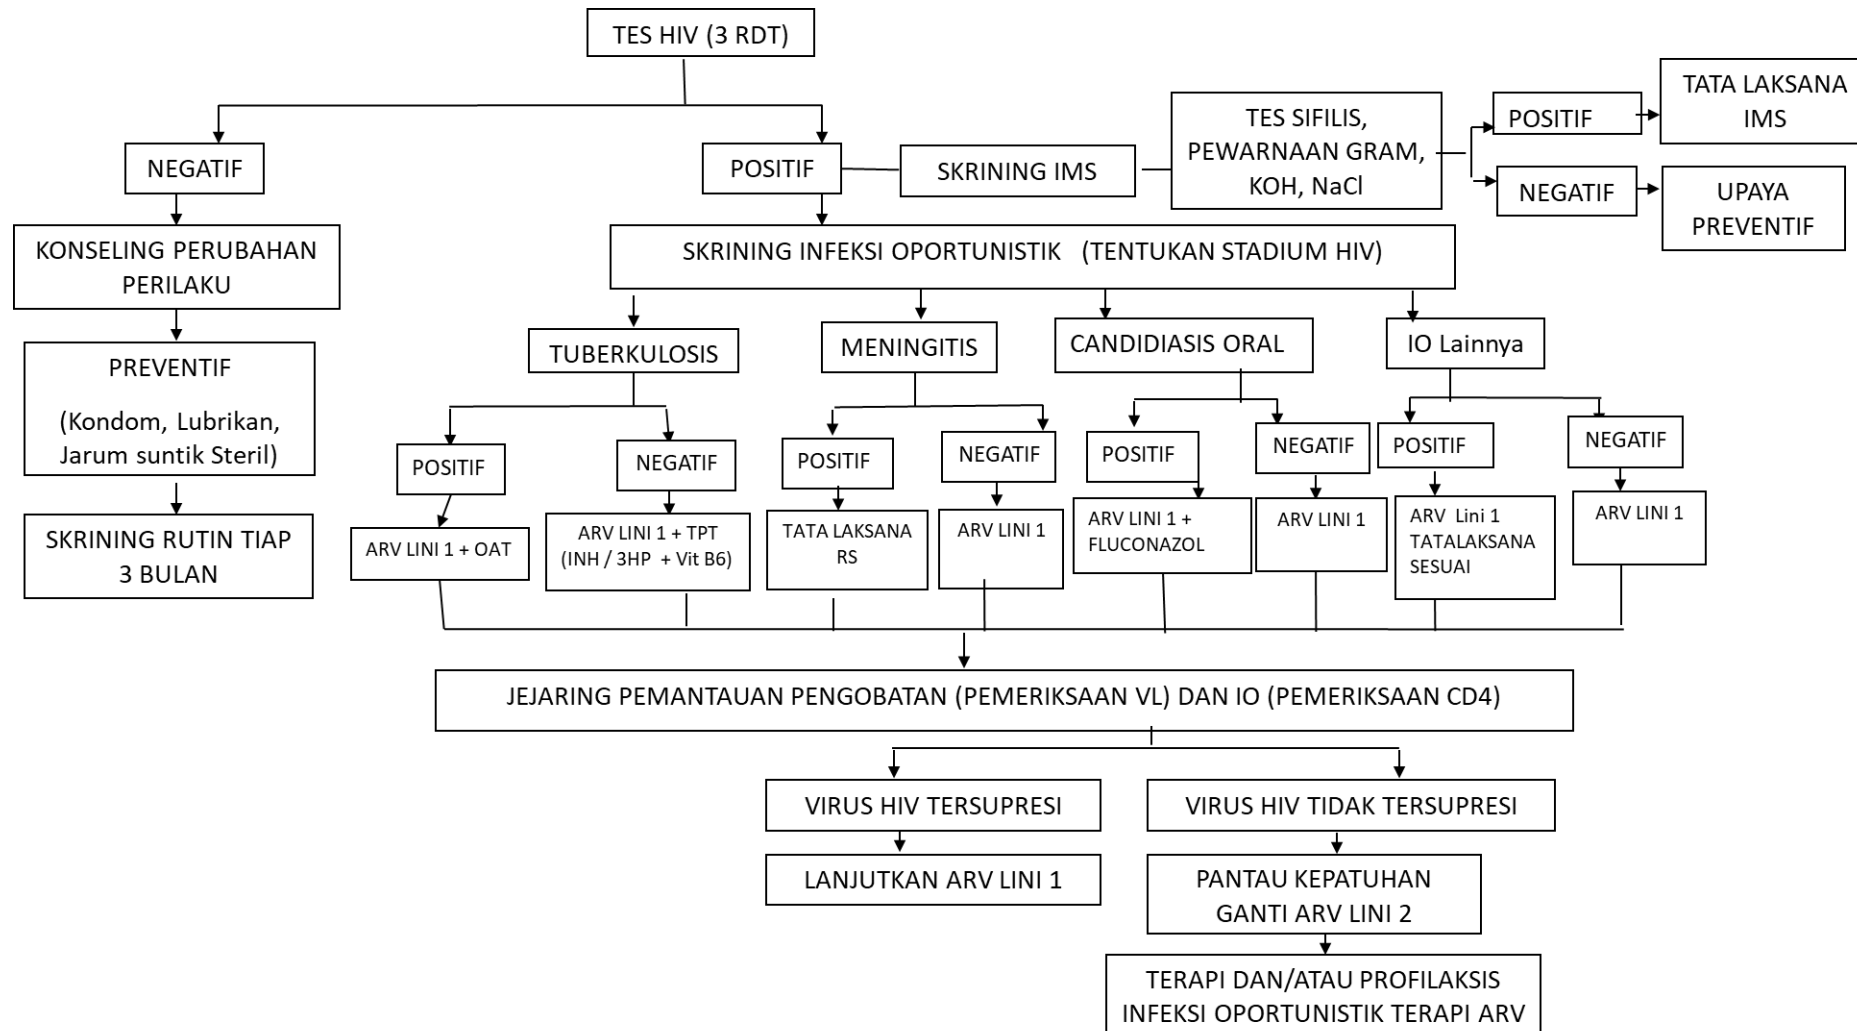 TES HIV (3 RDT)
NEGATIF
POSITIF
SKRINING IMS
TES SIFILIS,
PEWARNAAN GRAM,
KOH, NaCl
POSITIF
TATA LAKSANA
IMS
NEGATIF
UPAYA
PREVENTIF
KONSELING PERUBAHAN
PERILAKU
PREVENTIF
(Kondom, Lubrikan,
Jarum suntik Steril)
SKRINING RUTIN TIAP
3 BULAN
SKRINING INFEKSI OPORTUNISTIK (TENTUKAN STADIUM HIV)
TUBERKULOSIS
MENINGITIS
CANDIDIASIS ORAL
IO Lainnya
POSITIF
NEGATIF
POSITIF
NEGATIF
POSITIF
NEGATIF
POSITIF
NEGATIF
ARV LINI 1 + OAT
ARV LINI 1 + TPT
(INH / 3HP + Vit B6)
TATA LAKSANA
RS
ARV LINI 1
ARV LINI 1 +
FLUCONAZOL
ARV LINI 1
ARV Lini 1
TATALAKSANA
SESUAI
ARV LINI 1
JEJARING PEMANTAUAN PENGOBATAN (PEMERIKSAAN VL) DAN IO (PEMERIKSAAN CD4)
VIRUS HIV TERSUPRESI
VIRUS HIV TIDAK TERSUPRESI
LANJUTKAN ARV LINI 1
PANTAU KEPATUHAN
GANTI ARV LINI 2
TERAPI DAN/ATAU PROFILAKSIS
INFEKSI OPORTUNISTIK TERAPI ARV